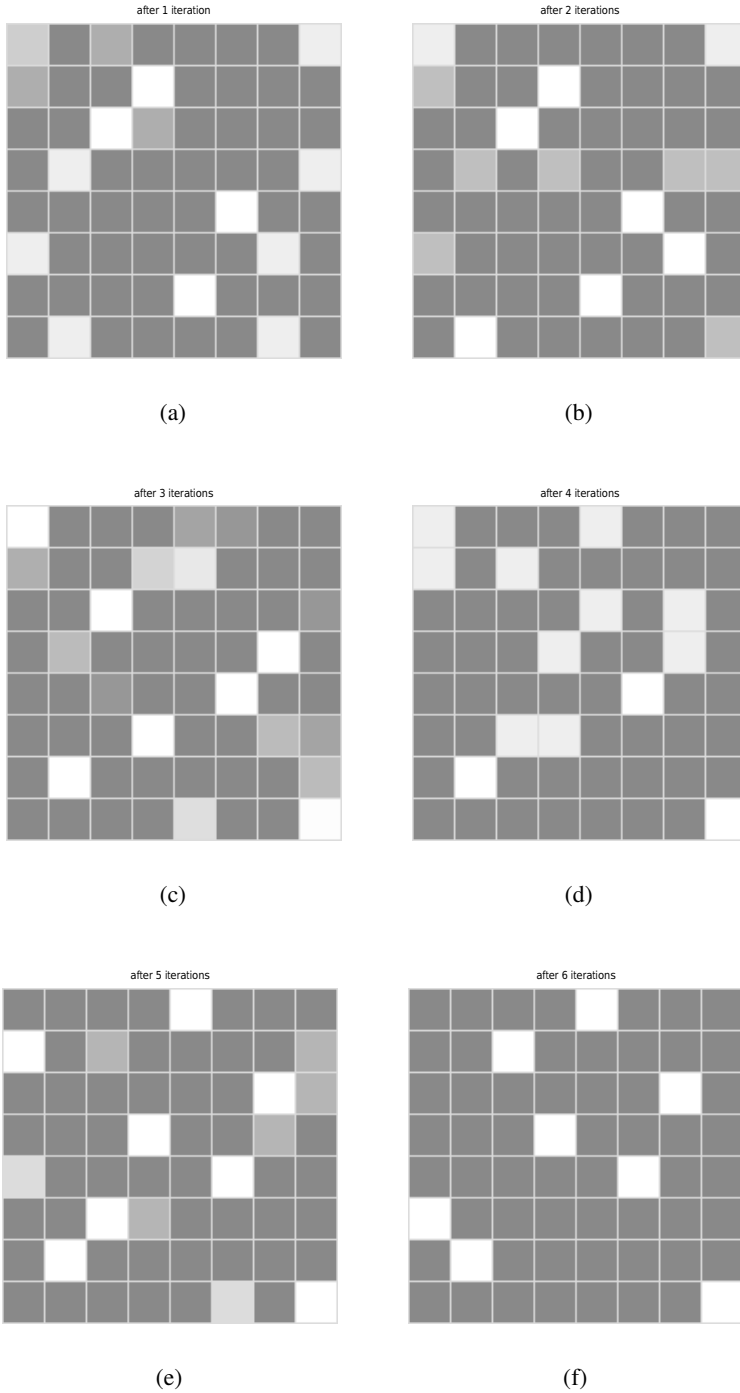 after 1 iteration
after 2 iterations
(a)
(b)
after 3 iterations
after 4 iterations
(c)
(d)
after 5 iterations
after 6 iterations
(e)
(f)